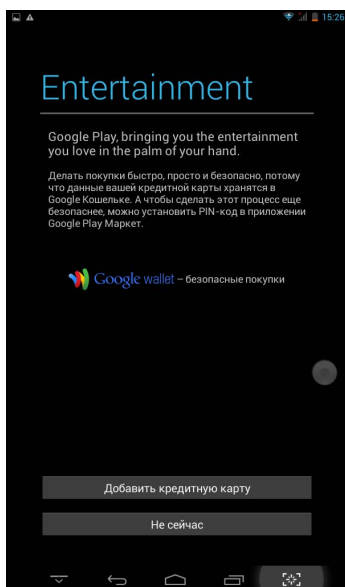 15:26
Entertainment
Google Play, bringing you the entertainment
you love in the palm of your hand.
Делать покупки быстро, просто и безопасно, потому
что данные вашей кредитной карты хранятся в
Google Кошельке. А чтобы сделать этот процесс еще
безопаснее, можно установить PIN-код в приложении
Google Play Маркет.
Google wallet – безопасные покупки
Добавить кредитную карту
Не сейчас